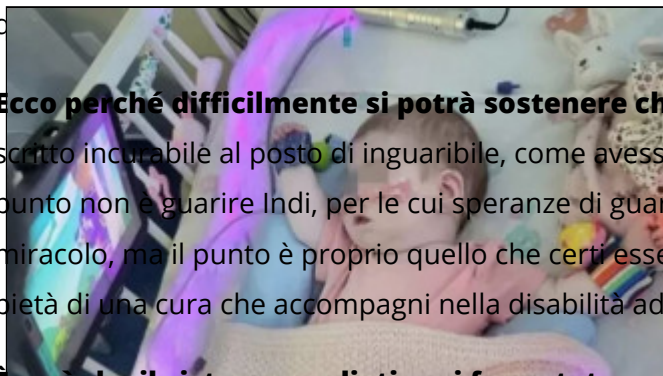 Ecco perché difficilmente si potrà sostenere ch
scritto incurabile al posto di inguaribile, come avess
punto non è guarire Indi, per le cui speranze di guar
miracolo, ma il punto è proprio quello che certi esse
pietà di una cura che accompagni nella disabilità ad